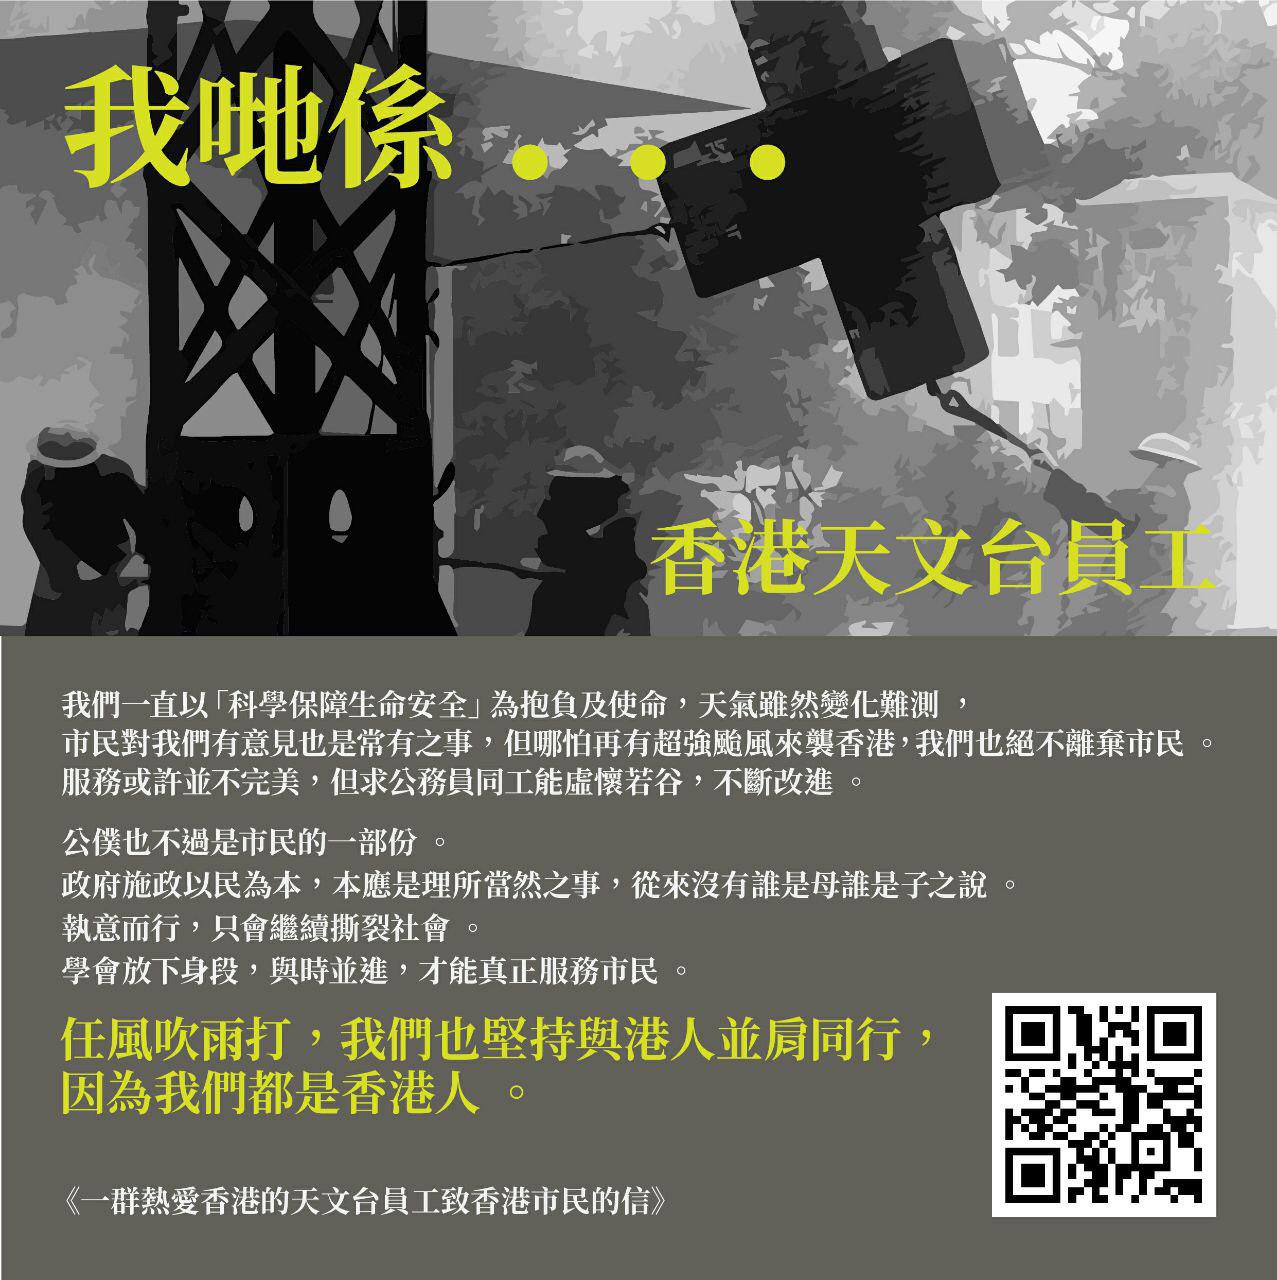 我哋係・・・
香港天文台員工
我們一直以「科學保障生命安全」為抱負及使命，天氣雖然變化難測，
市民對我們有意見也是常有之事，但哪怕再有超強颱風來襲香港，我們也絕不離棄市民。
服務或許並不完美，但求公務員同工能虛懷若谷，不斷改進。
公僕也不過是市民的一部份。
政府施政以民為本，本應是理所當然之事，從來沒有誰是母誰是子之說。
執意而行，只會繼續撕裂社會。
學會放下身段，與時並進，才能真正服務市民。
任風吹雨打，我們也堅持與港人並肩同行，
因為我們都是香港人。
《一群熱愛香港的天文台員工致香港市民的信》